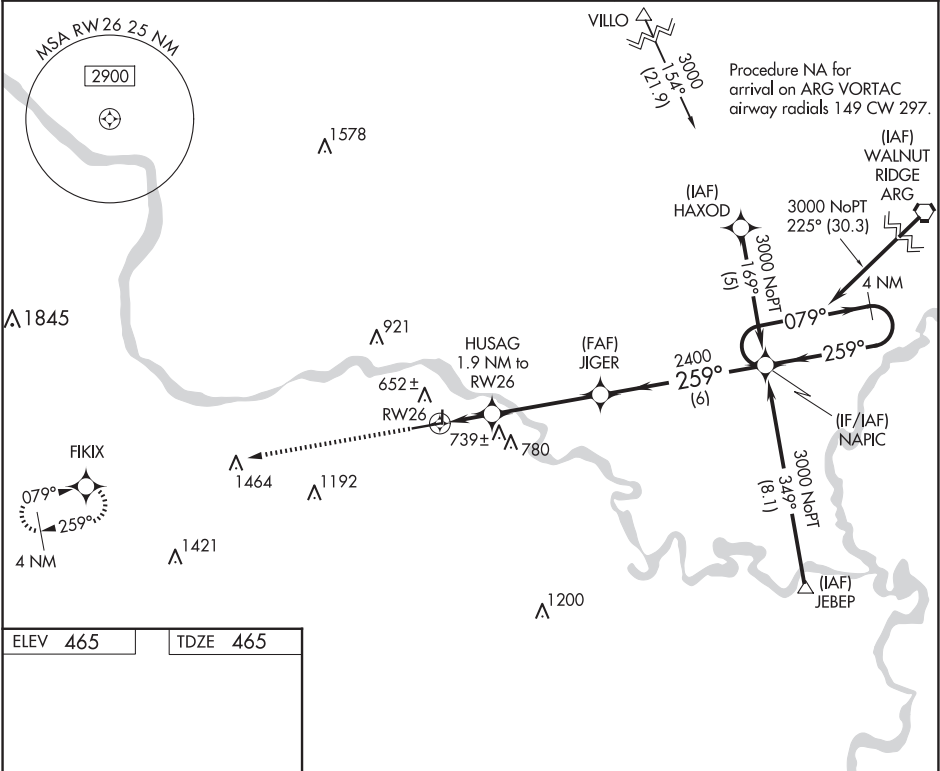 MSA RW26 25 NM
2900
VILLO
3000
154°
(21.9)
Procedure NA for
arrival on ARG VORTAC
airway radials 149 CW 297.
1578
(IAF)
WALNUT
RIDGE
ARG
(IAF)
HAXOD
3000 NoPT
225° (30.3)
3000 NoPT
169°
(5)
4 NM
079°
259°
1845
921
HUSAG
1.9 NM to
RW26
(FAF)
JIGER
2400
259°
(6)
652±
RW26
739±
780
(IF/IAF)
NAPIC
FIKIX
079°
259°
4 NM
1464
1192
1421
3000 NoPT
349°
(8.1)
(IAF)
JEBEP
1200
ELEV 465
TDZE 465